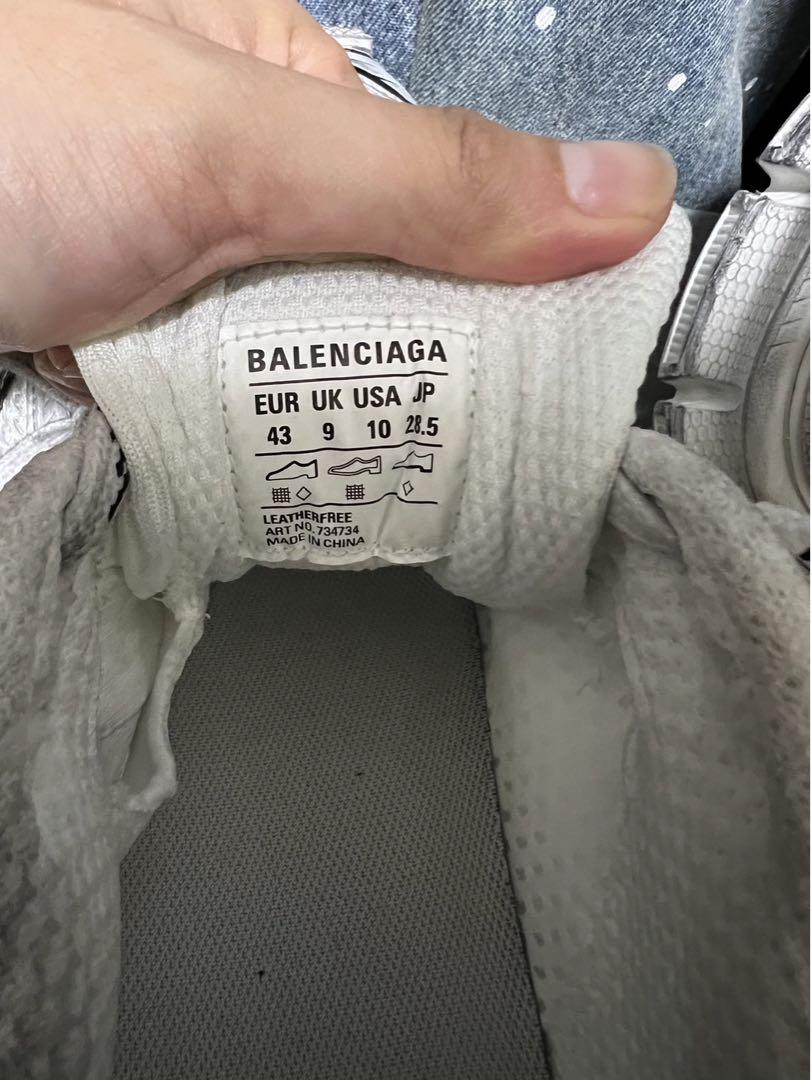 BALENCIAGA
EUR UK USA JP
43 9 10 28.5
LEATHERFREE
ART NO. 734734
MADE IN CHINA